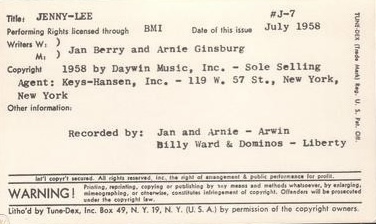 Title: JENNY-LEE #J-7
Performing Rights licensed through BMI Date of this issue July 1958
Writers W: )
M: ) Jan Berry and Arnie Ginsburg
Copyright 1958 by Daywin Music, Inc. - Sole Selling
Agent: Keys-Hansen, Inc. - 119 W. 57 St., New York,
New York
Other information:
Recorded by: Jan and Arnie - Arwin
Billy Ward & Dominos - Liberty
Int'l copyr't secured. All rights reserved, inc. the right of arrangement & public performance for profit.
WARNING! Printing, reprinting, copying or publishing by any means and methods whatsoever, by enlarging,
mimeographing, or otherwise, constitutes infringement of copyright. Offenders will be prosecuted
under the copyright law.
Litho'd by Tune-Dex, Inc. Box 49, N. Y. 19, N. Y. (U. S. A.) by permission of the copyright owners.
TUNE-DEX (Trade Mark) Reg. U. S. Pat. Off.